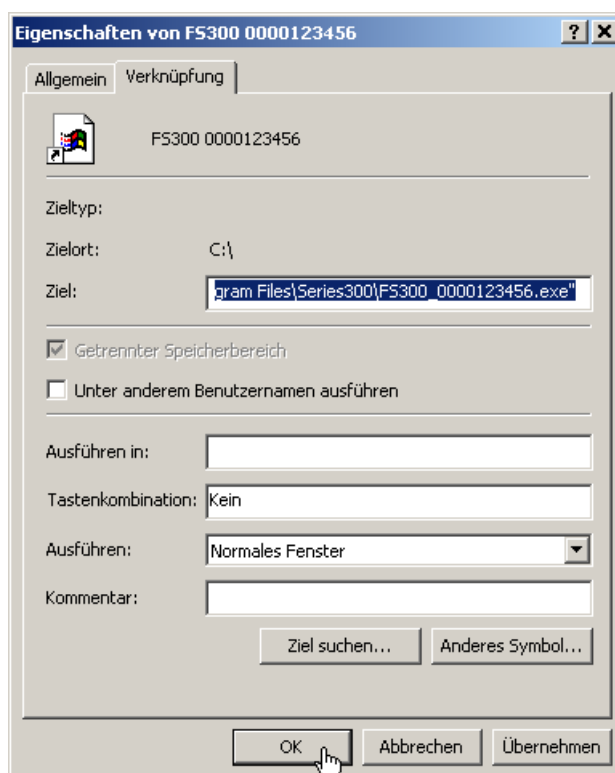 Eigenschaften von FS300 0000123456
Allgemein Verknüpfung
FS300 0000123456
Zieltyp:
Zielort: C:\
Ziel: gram Files\Series300\FS300_0000123456.exe"
Getrennter Speicherbereich
Unter anderem Benutzernamen ausführen
Ausführen in:
Tastenkombination: Kein
Ausführen: Normales Fenster
Kommentar:
Ziel suchen... Anderes Symbol...
OK Abbrechen Übernehmen